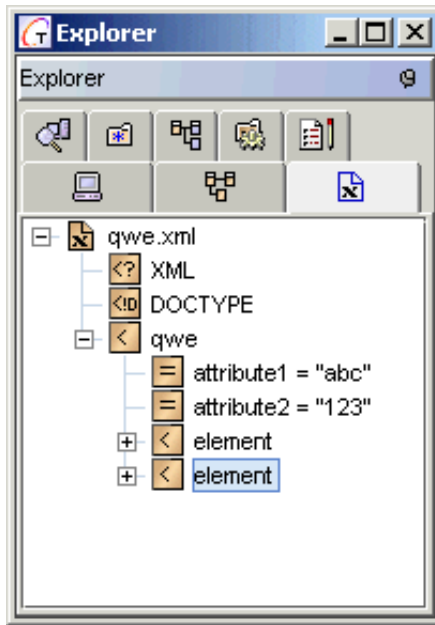 Explorer
Explorer
qwe.xml
<? XML
<!D DOCTYPE
< qwe
= attribute1 = "abc"
= attribute2 = "123"
< element
< element